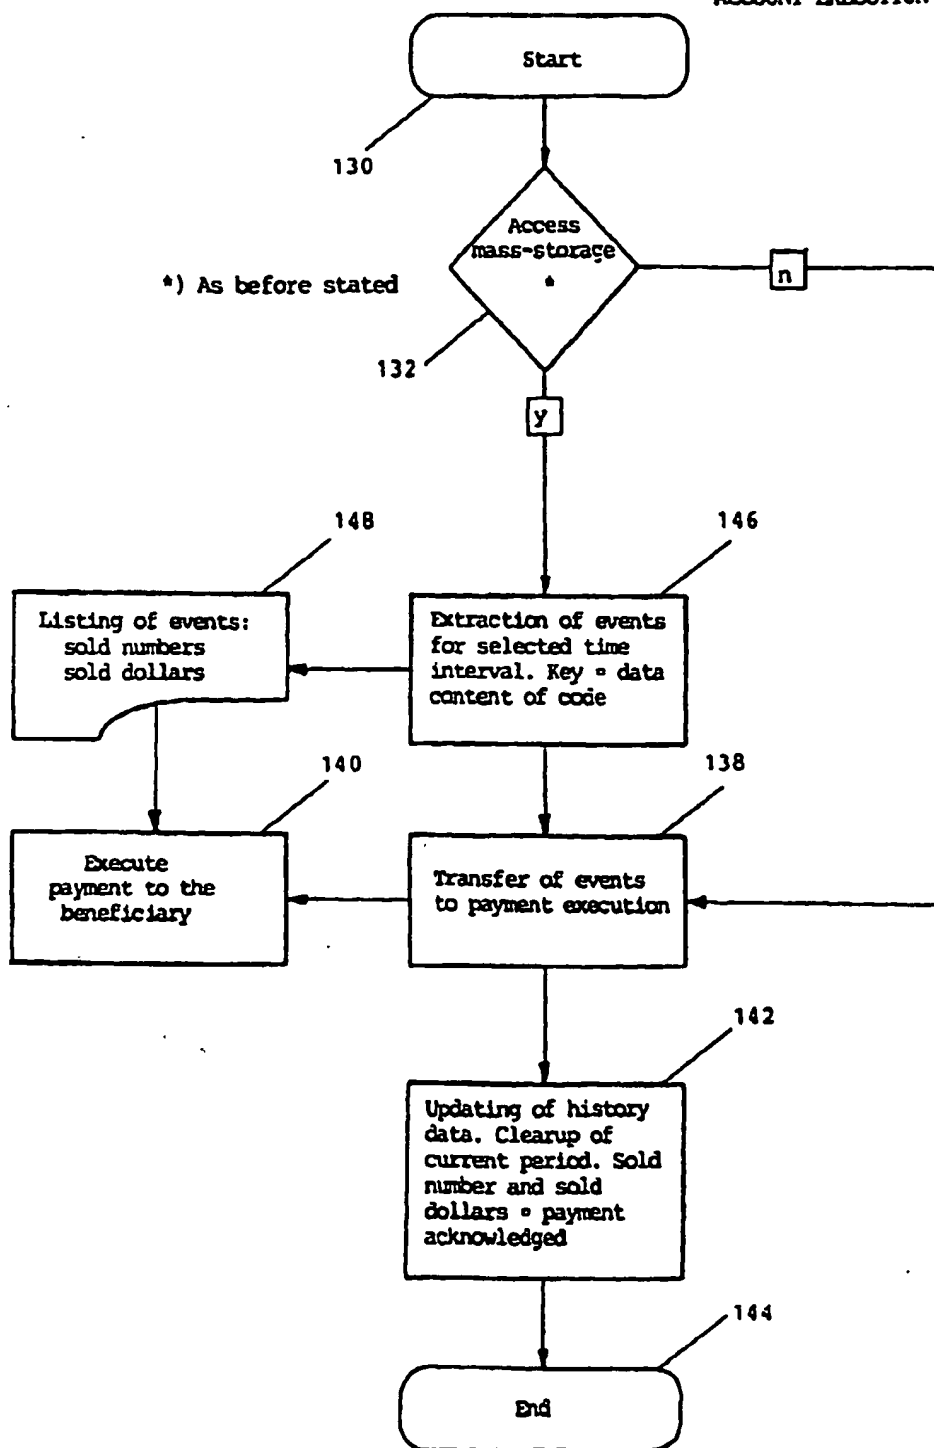 Start
130
Access
mass-storage
*
n
*) As before stated
132
y
148
146
Listing of events:
sold numbers
sold dollars
Extraction of events
for selected time
interval. Key = data
content of code
140
138
Execute
payment to the
beneficiary
Transfer of events
to payment execution
142
Updating of history
data. Clearup of
current period. Sold
number and sold
dollars = payment
acknowledged
144
End